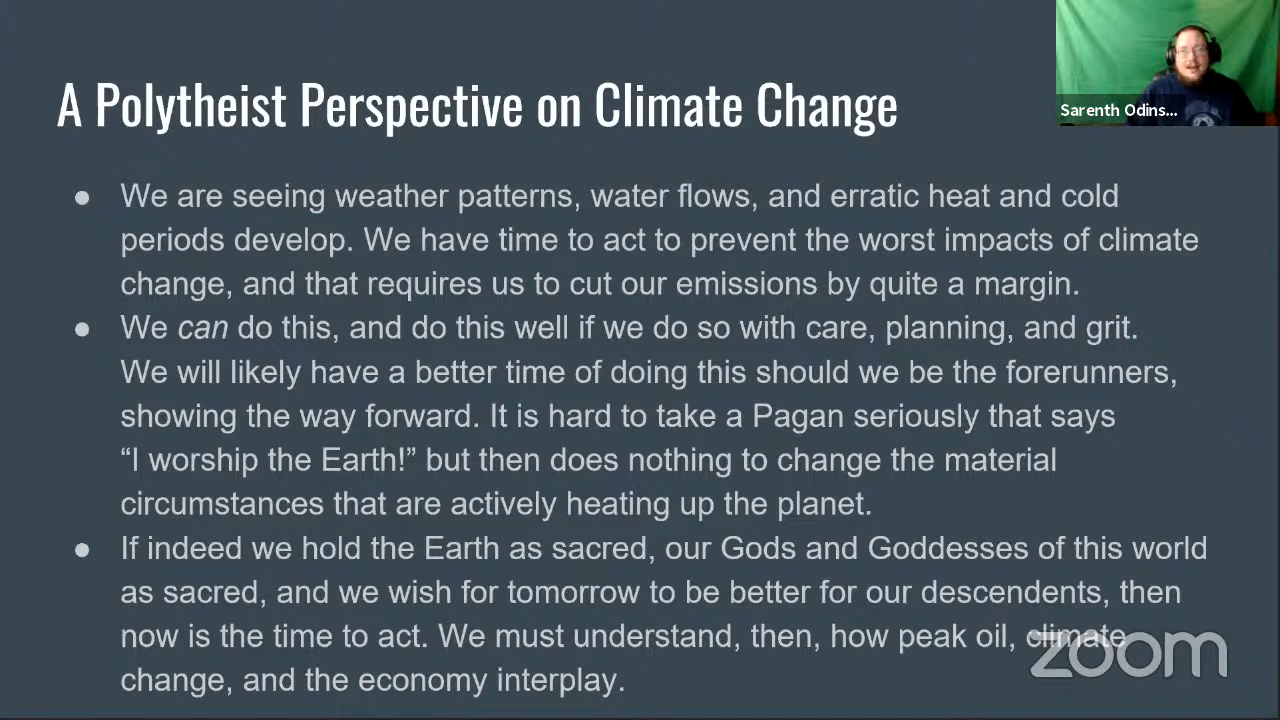 A Polytheist Perspective on Climate Change
Sarenth Odins...
● We are seeing weather patterns, water flows, and erratic heat and cold
periods develop. We have time to act to prevent the worst impacts of climate
change, and that requires us to cut our emissions by quite a margin.
● We can do this, and do this well if we do so with care, planning, and grit.
We will likely have a better time of doing this should we be the forerunners,
showing the way forward. It is hard to take a Pagan seriously that says
“I worship the Earth!” but then does nothing to change the material
circumstances that are actively heating up the planet.
● If indeed we hold the Earth as sacred, our Gods and Goddesses of this world
as sacred, and we wish for tomorrow to be better for our descendents, then
now is the time to act. We must understand, then, how peak oil, climate
change, and the economy interplay.
zoom